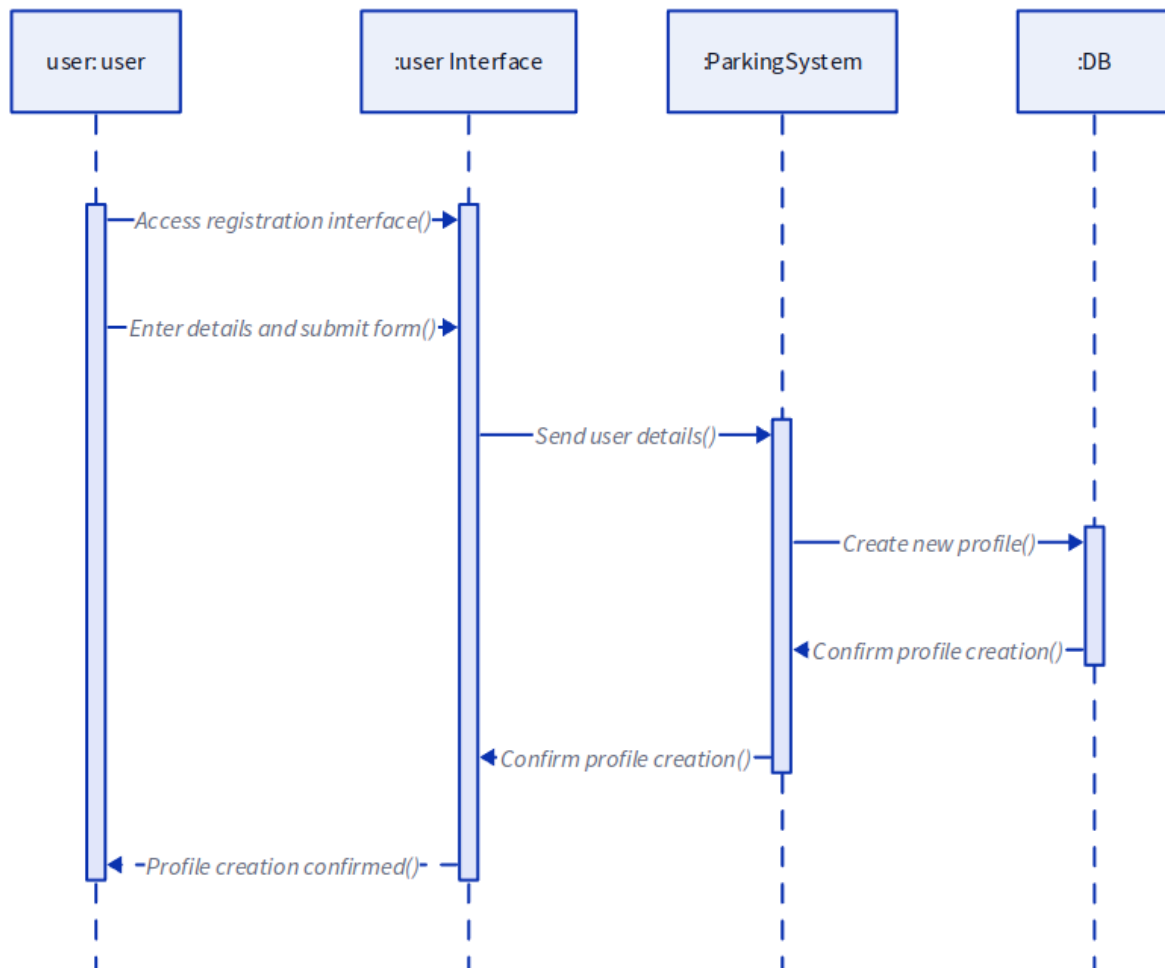 user: user
:user Interface
:ParkingSystem
:DB
Access registration interface()
Enter details and submit form()
Send user details()
Create new profile()
Confirm profile creation()
Confirm profile creation()
Profile creation confirmed()